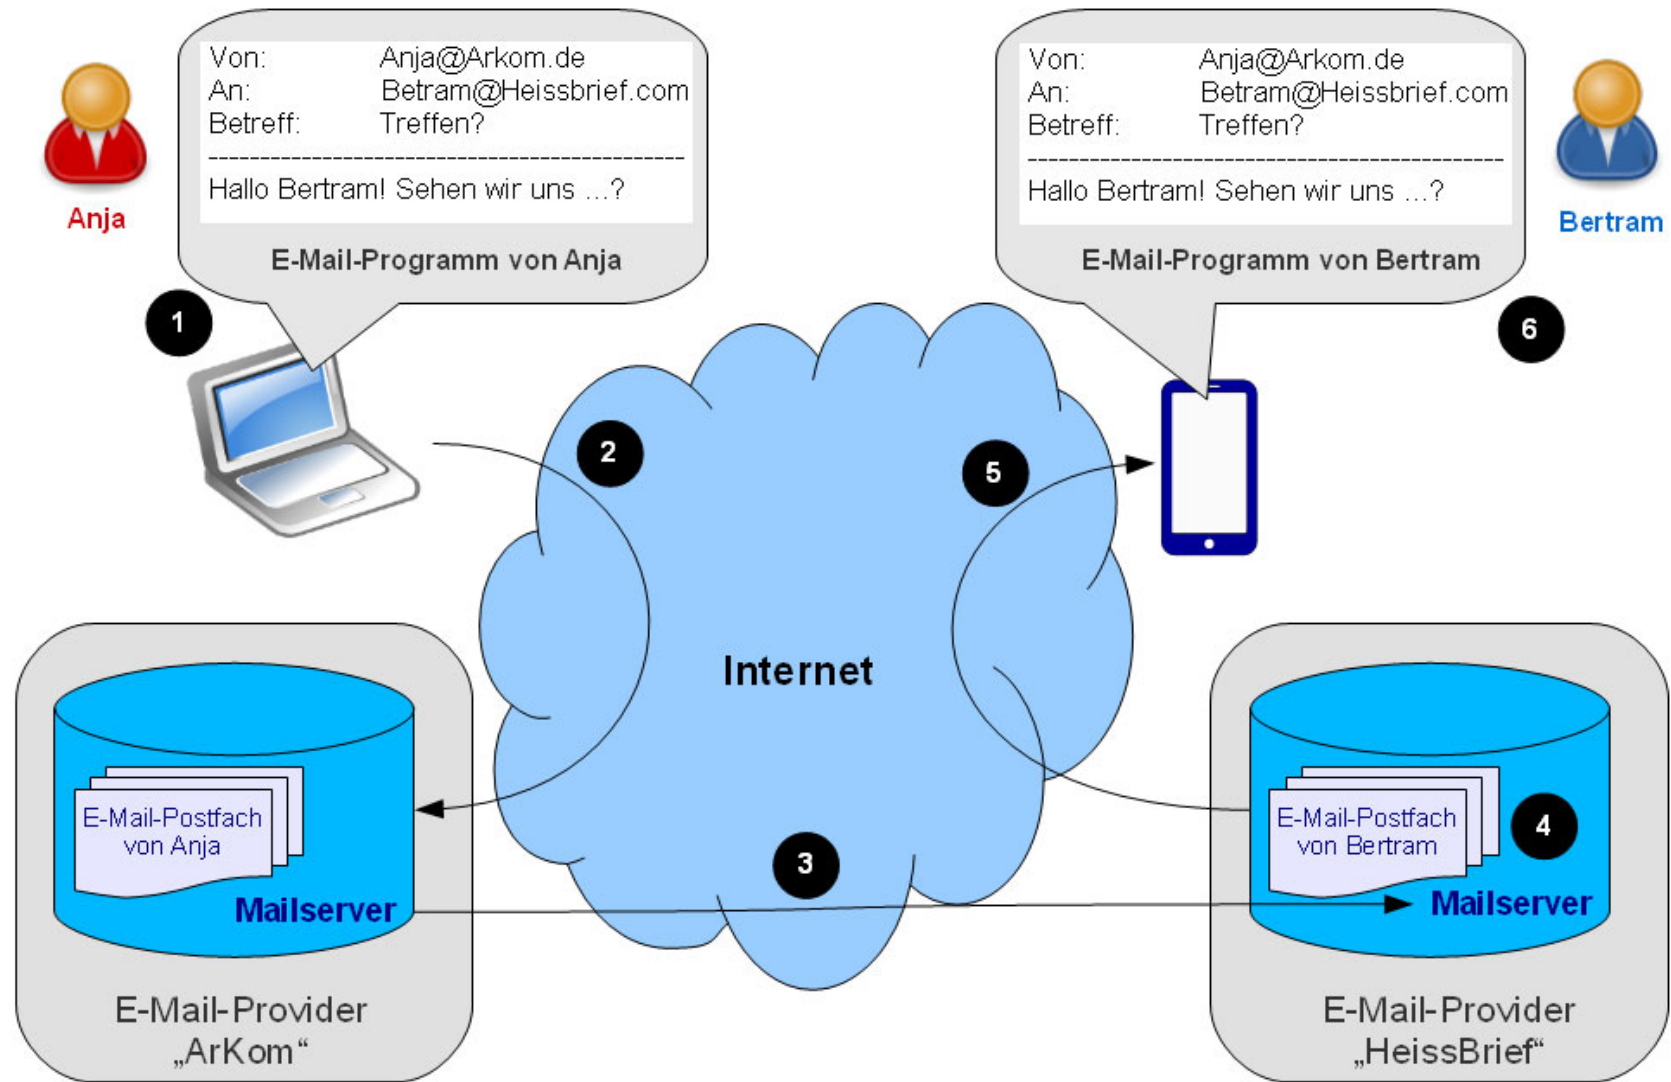 Von: Anja@Arkom.de
An: Betram@Heissbrief.com
Betreff: Treffen?
------------------------------------------------
Hallo Bertram! Sehen wir uns ...?
E-Mail-Programm von Anja
Anja
Von: Anja@Arkom.de
An: Betram@Heissbrief.com
Betreff: Treffen?
------------------------------------------------
Hallo Bertram! Sehen wir uns ...?
E-Mail-Programm von Bertram
Bertram
1
6
2
5
Internet
E-Mail-Postfach
von Anja
Mailserver
E-Mail-Provider
„ArKom“
3
E-Mail-Postfach
von Bertram
4
Mailserver
E-Mail-Provider
„HeissBrief“